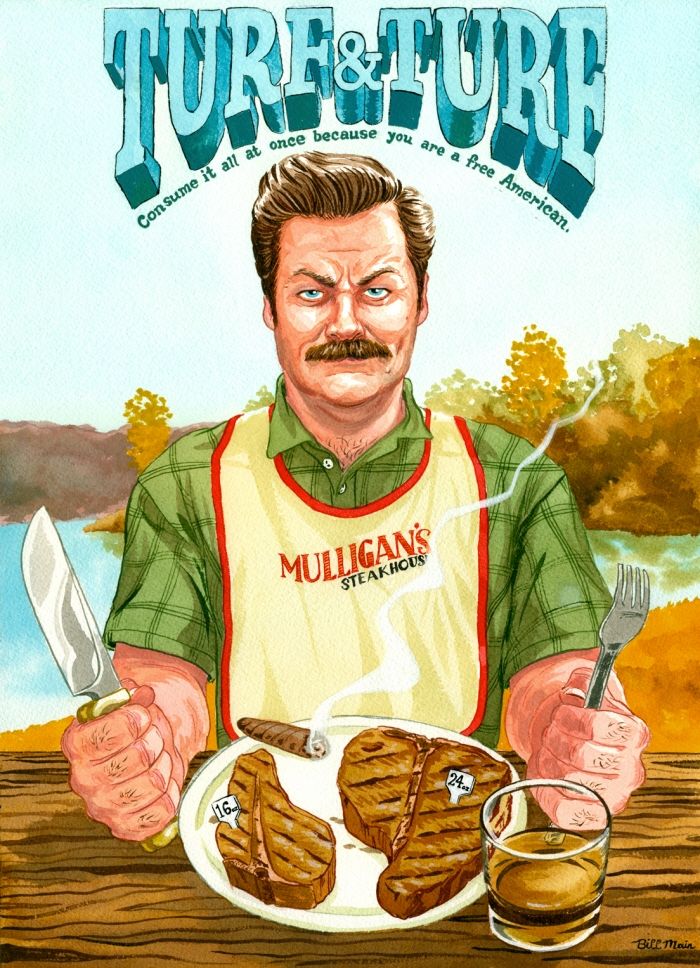 TURF & TURF
Consume it all at once because you are a free American.
MULLIGAN'S
STEAKHOUS
16oz
24oz
Bill Main